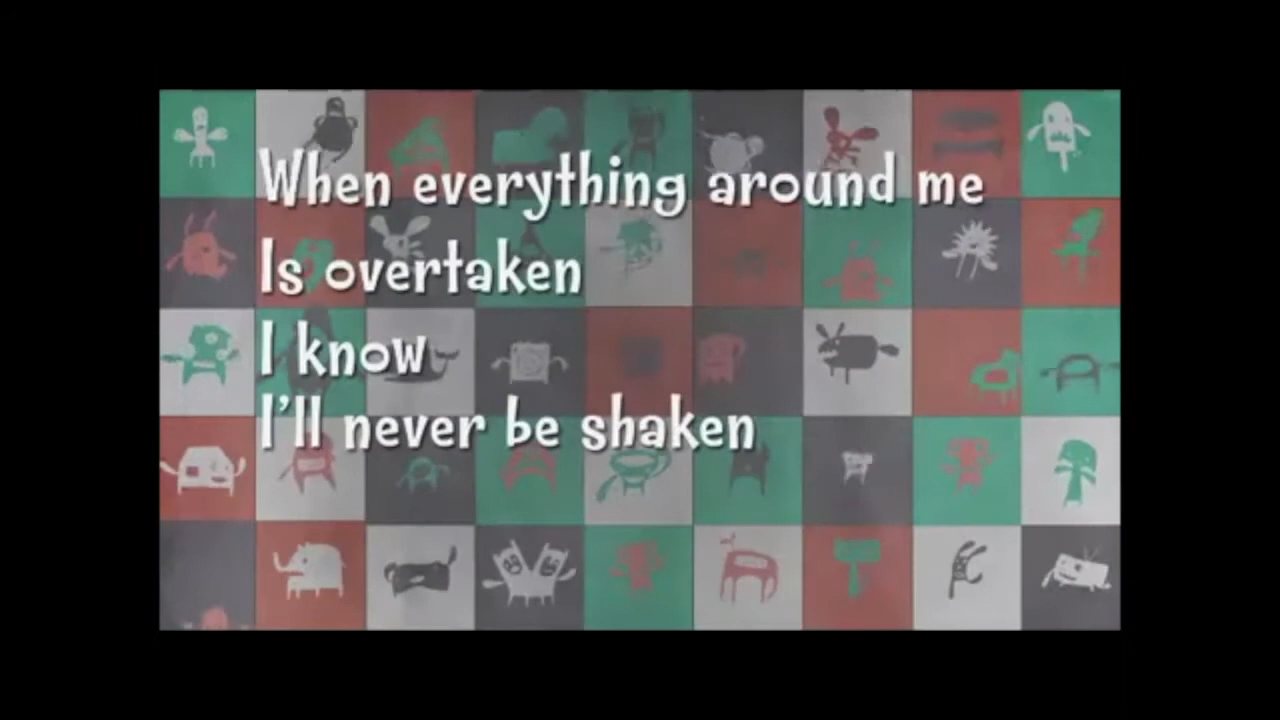 When everything around me
Is overtaken
I know
I'll never be shaken